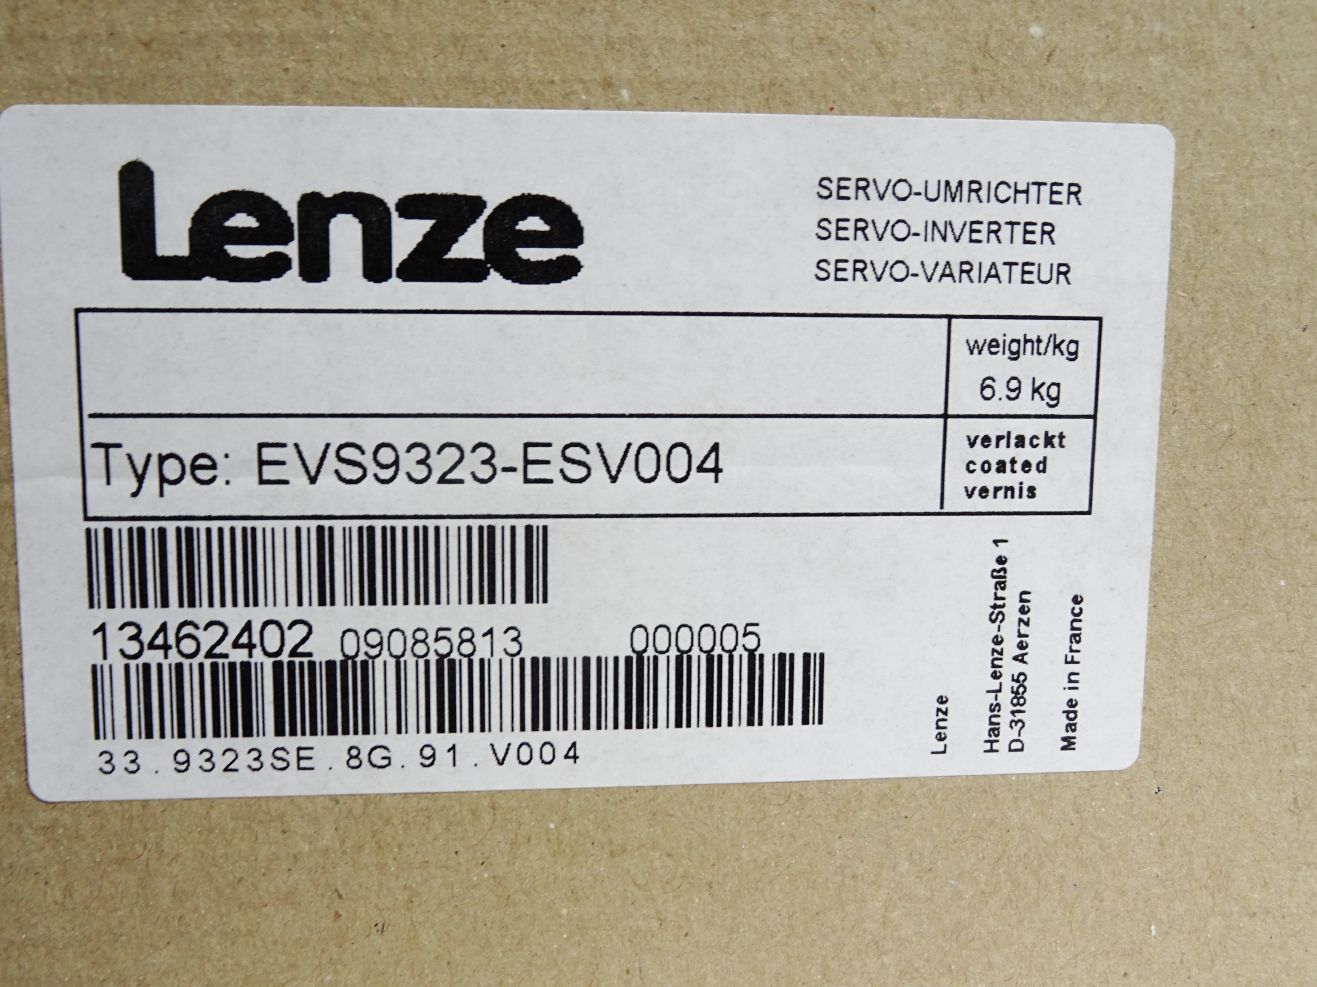 Lenze
SERVO-UMRICHTER
SERVO-INVERTER
SERVO-VARIATEUR
weight/kg
6.9 kg
Type: EVS9323-ESV004
verlackt
coated
vernis
13462402 09085813 000005
33.9323SE.8G.91.V004
Lenze
Hans-Lenze-Straße 1
D-31855 Aerzen
Made in France